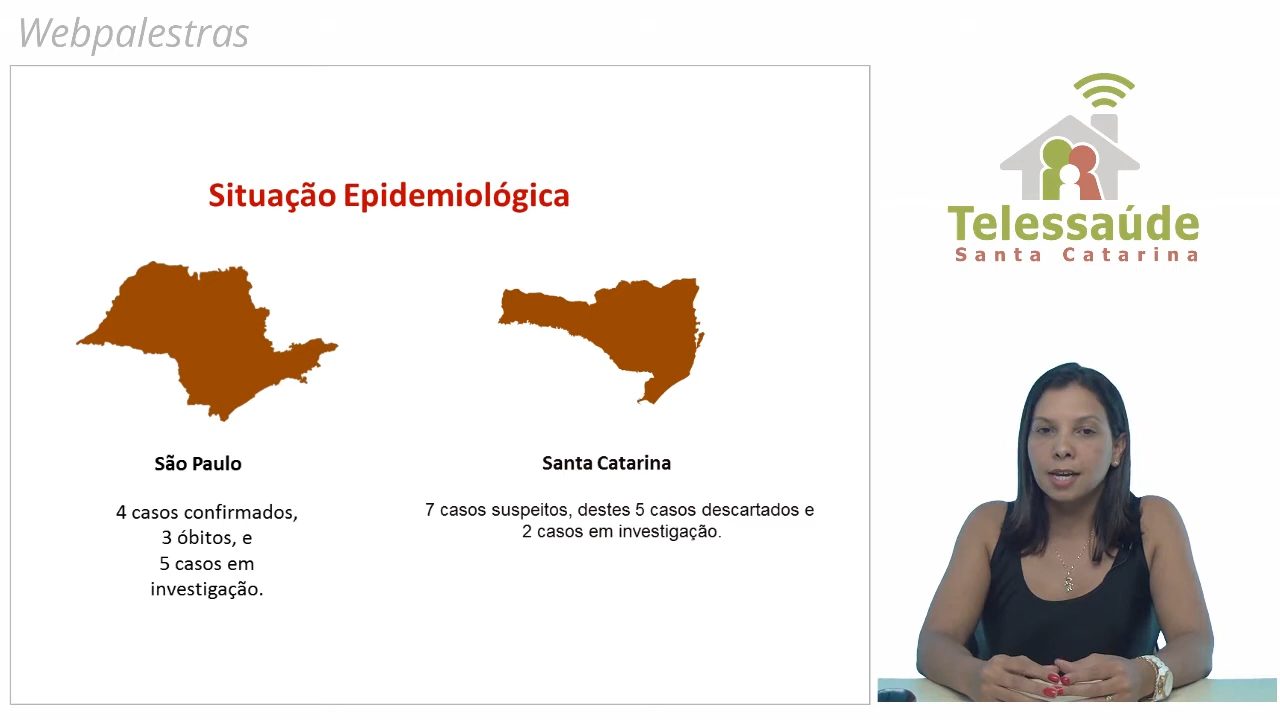 Webpalestras
Situação Epidemiológica
São Paulo
4 casos confirmados,
3 óbitos, e
5 casos em
investigação.
Santa Catarina
7 casos suspeitos, destes 5 casos descartados e
2 casos em investigação.
Telessaúde
Santa Catarina